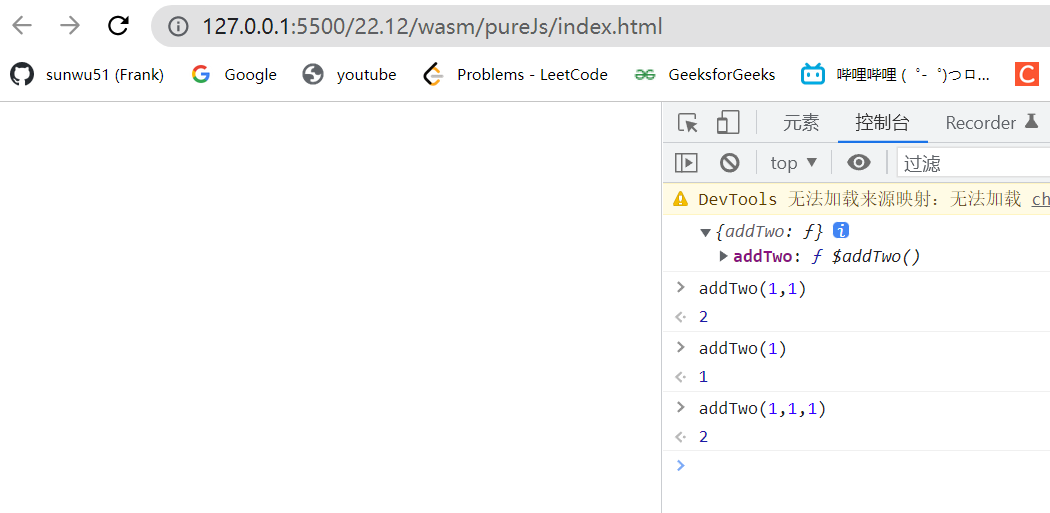 127.0.0.1:5500/22.12/wasm/pureJs/index.html
sunwu51 (Frank) Google youtube Problems - LeetCode GeeksforGeeks 哔哩哔哩 ( ゜- ゜)つロ... C
元素 控制台 Recorder
top 过滤
DevTools 无法加载来源映射：无法加载 ch
{addTwo: ƒ} i
addTwo: ƒ $addTwo()
addTwo(1,1)
2
addTwo(1)
1
addTwo(1,1,1)
2